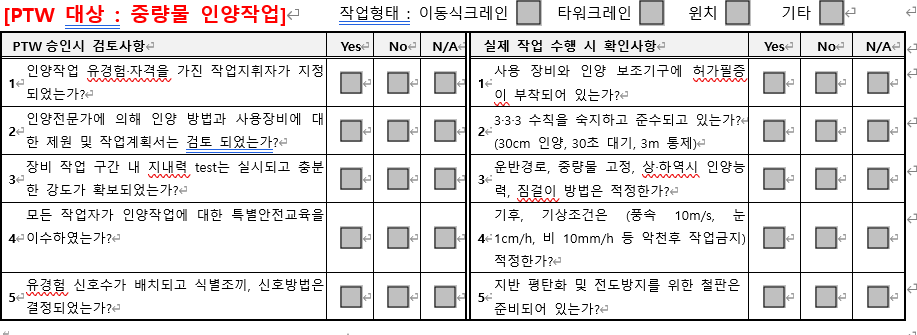 [PTW 대상 : 중량물 인양작업] 작업형태 : 이동식크레인 타워크레인 윈치 기타
PTW 승인시 검토사항 Yes No N/A 실제 작업 수행 시 확인사항 Yes No N/A
1 인양작업 유경험·자격을 가진 작업지휘자가 지정
되었는가?
1 사용 장비와 인양 보조기구에 허가필증
이 부착되어 있는가?
2 인양전문가에 의해 인양 방법과 사용장비에 대
한 제원 및 작업계획서는 검토 되었는가?
2 3·3·3 수칙을 숙지하고 준수되고 있는가?
(30cm 인양, 30초 대기, 3m 통제)
3 장비 작업 구간 내 지내력 test는 실시되고 충분
한 강도가 확보되었는가?
3 운반경로, 중량물 고정, 상·하역시 인양능
력, 짐걸이 방법은 적정한가?
4 모든 작업자가 인양작업에 대한 특별안전교육을
이수하였는가?
4 기후, 기상조건은 (풍속 10m/s, 눈
1cm/h, 비 10mm/h 등 악천후 작업금지)
적정한가?
5 유경험 신호수가 배치되고 식별조끼, 신호방법은
결정되었는가?
5 지반 평탄화 및 전도방지를 위한 철판은
준비되어 있는가?